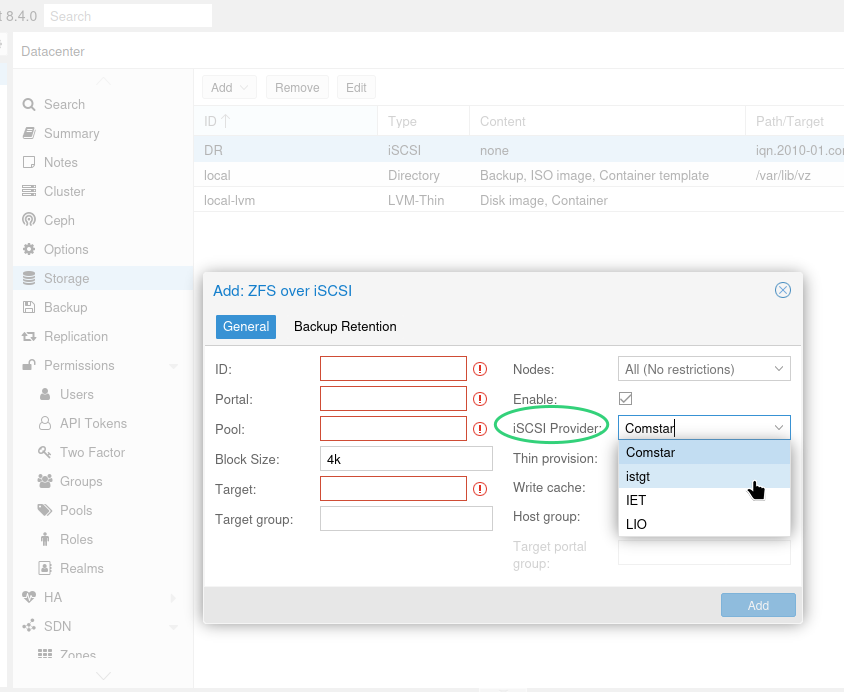 t 8.4.0 Search
Datacenter
Search
Summary
Notes
Cluster
Ceph
Options
Storage
Backup
Replication
Permissions
Users
API Tokens
Two Factor
Groups
Pools
Roles
Realms
HA
SDN
Zones
Add Remove Edit
ID Type Content Path/Target
DR iSCSI none iqn.2010-01.cor
local Directory Backup, ISO image, Container template /var/lib/vz
local-lvm LVM-Thin Disk image, Container
Add: ZFS over iSCSI
General Backup Retention
ID:
Portal:
Pool:
Block Size: 4k
Target:
Target group:
Nodes: All (No restrictions)
Enable:
iSCSI Provider: Comstar
Comstar
istgt
IET
LIO
Thin provision:
Write cache:
Host group:
Target portal
group:
Add